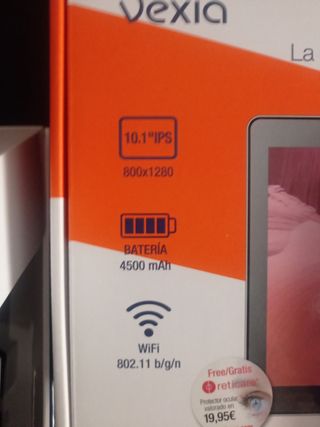 vexia
La
10.1" IPS
800x1280
BATERÍA
4500 mAh
WiFi
802.11 b/g/n
Free/Gratis
reticare
Protector ocular
valorado en
19,95€